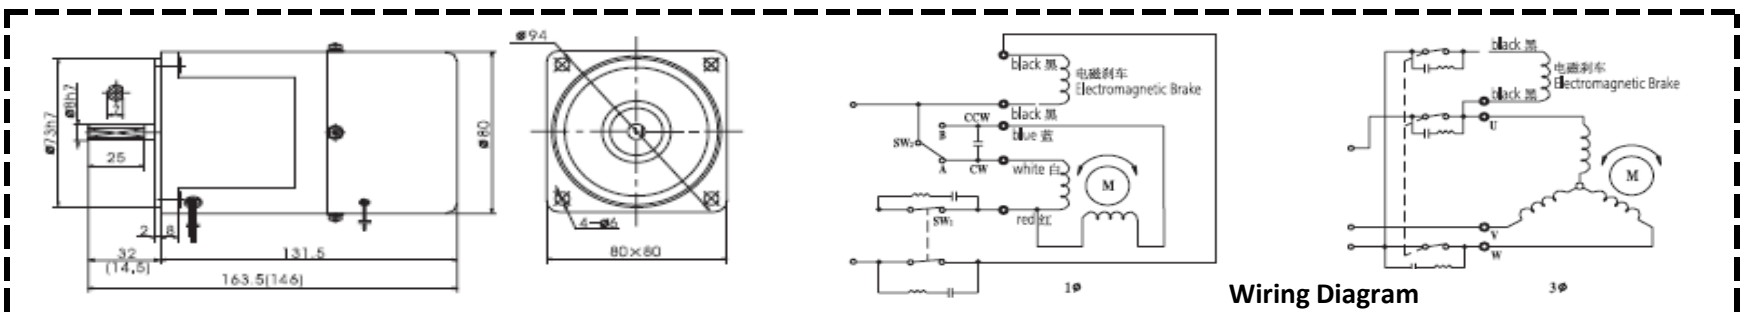 ø94
ø73h7
ø8h7
25
2
8
32
(14,5)
131.5
163.5(146)
ø80
4-ø6
80×80
black 黑
电磁刹车
Electromagnetic Brake
black 黑
CCW
B
blue 蓝
SW₂
A
CW
white 白
M
SW₁
red 红
1ø
black 黑
电磁刹车
Electromagnetic Brake
black 黑
U
M
V
W
Wiring Diagram
3ø